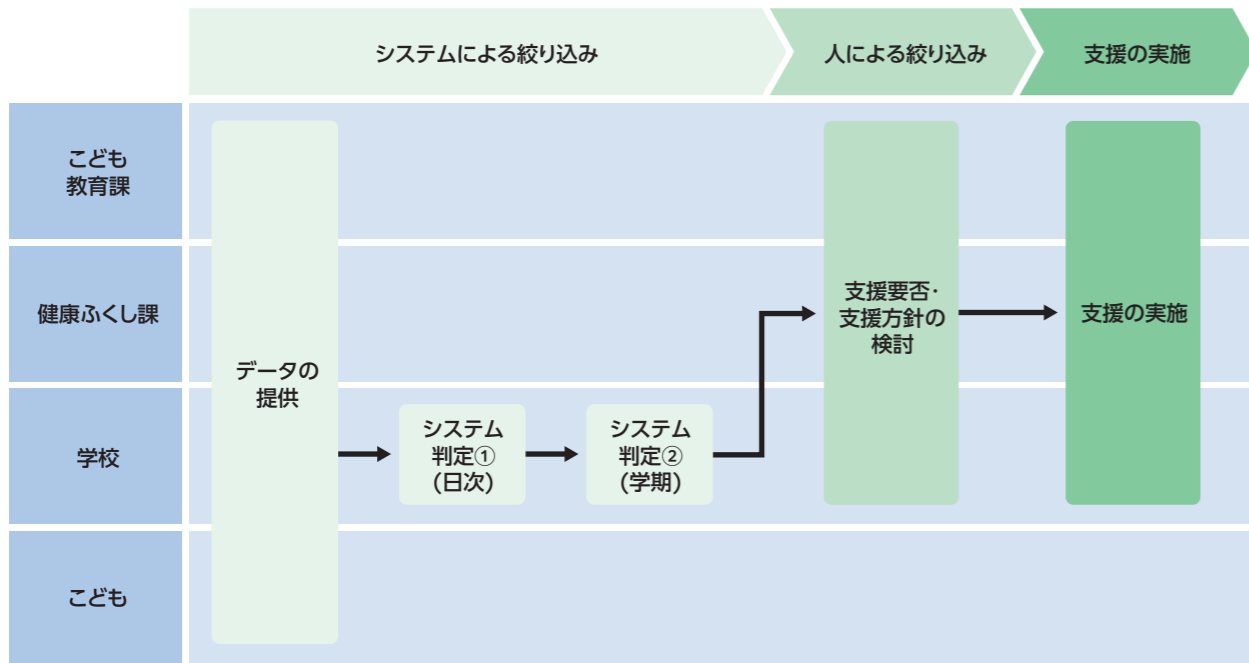 システムによる絞り込み
人による絞り込み
支援の実施
こども
教育課
健康ふくし課
学校
こども
データの
提供
システム
判定①
(日次)
システム
判定②
(学期)
支援要否・
支援方針の
検討
支援の実施